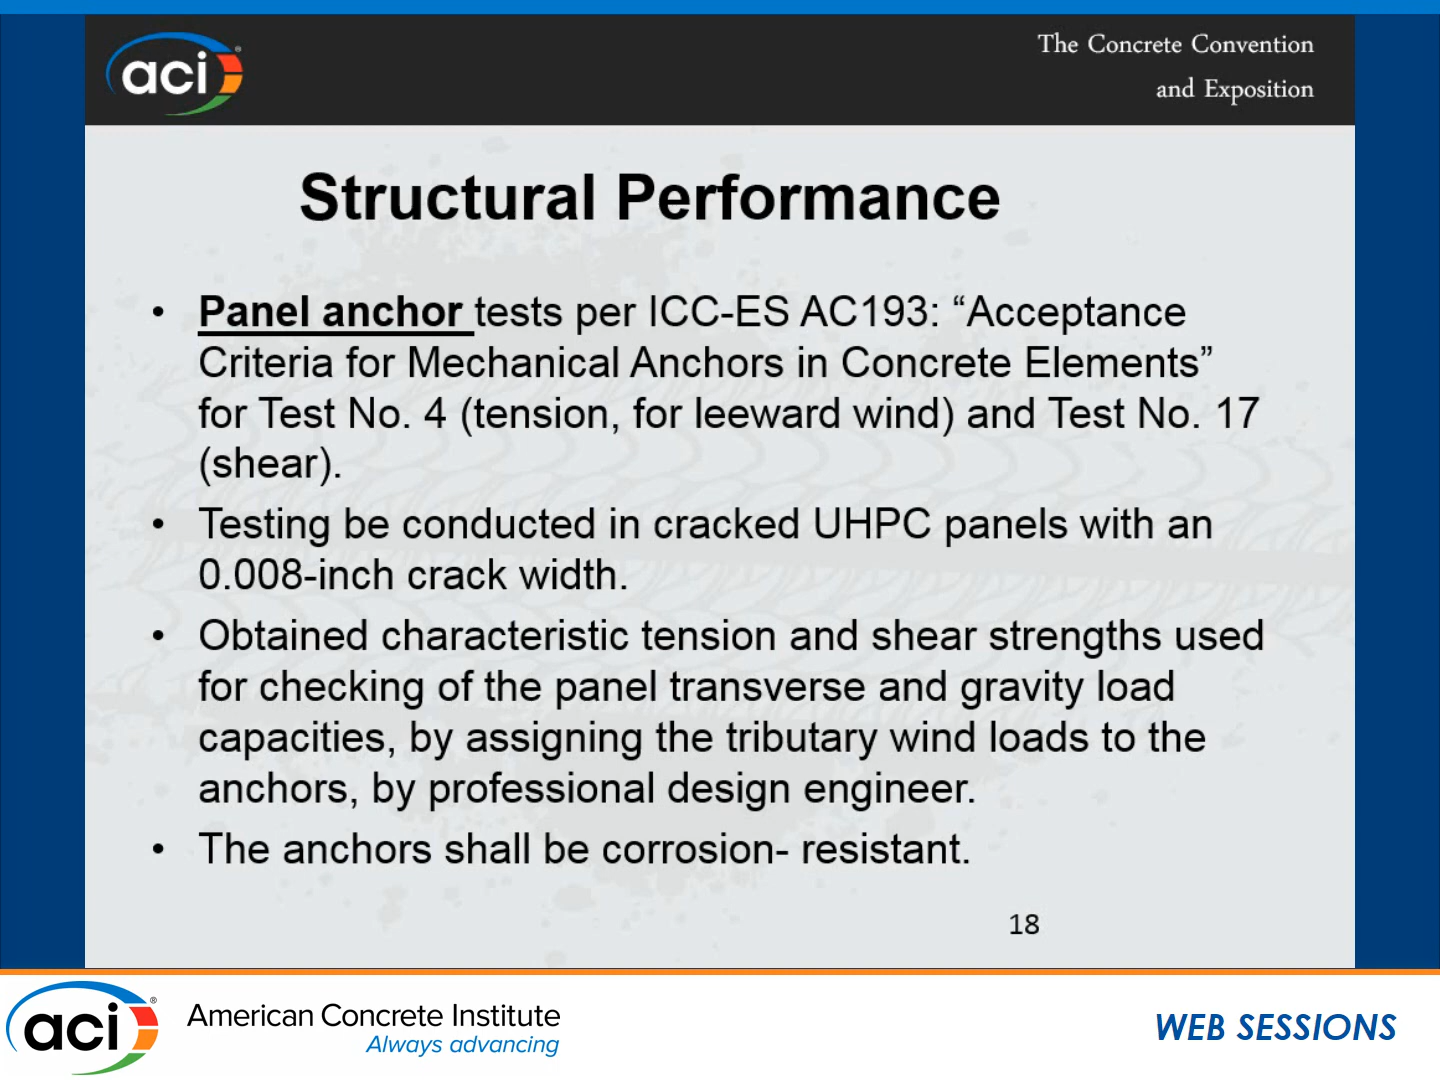 aci®
The Concrete Convention
and Exposition
Structural Performance
• Panel anchor tests per ICC-ES AC193: “Acceptance
Criteria for Mechanical Anchors in Concrete Elements”
for Test No. 4 (tension, for leeward wind) and Test No. 17
(shear).
• Testing be conducted in cracked UHPC panels with an
0.008-inch crack width.
• Obtained characteristic tension and shear strengths used
for checking of the panel transverse and gravity load
capacities, by assigning the tributary wind loads to the
anchors, by professional design engineer.
• The anchors shall be corrosion- resistant.
18
aci®
American Concrete Institute
Always advancing
WEB SESSIONS